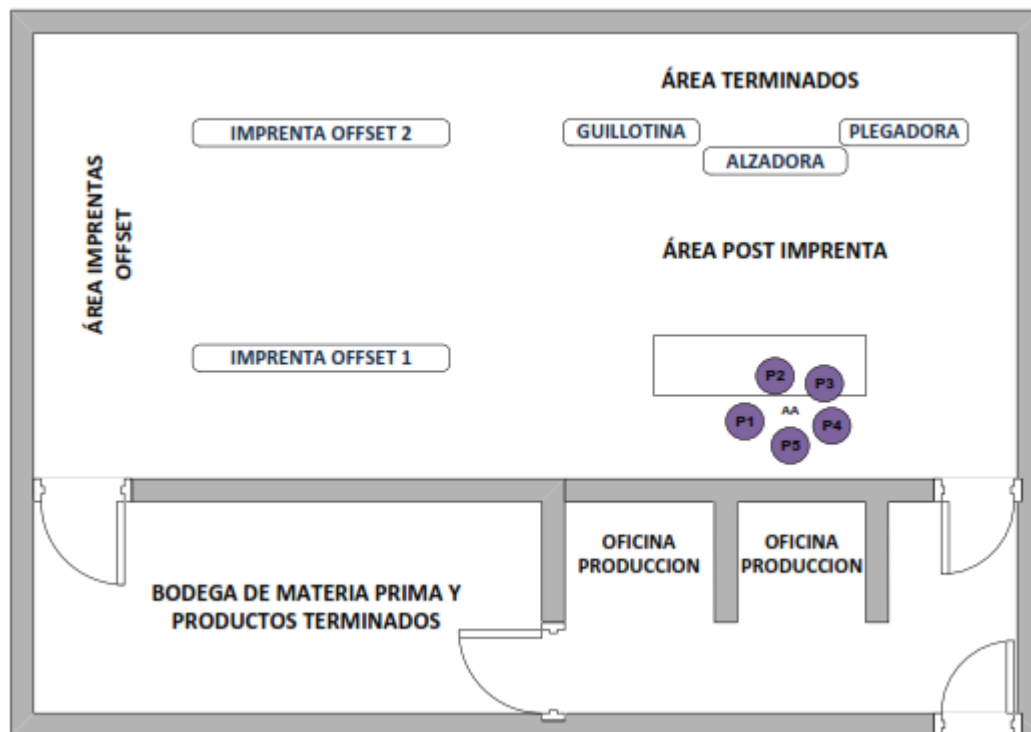 ÁREA TERMINADOS
IMPRENTA OFFSET 2
GUILLOTINA
PLEGADORA
ALZADORA
ÁREA IMPRENTAS
OFFSET
ÁREA POST IMPRENTA
IMPRENTA OFFSET 1
P2
P3
AA
P1
P4
P5
OFICINA
PRODUCCION
OFICINA
PRODUCCION
BODEGA DE MATERIA PRIMA Y
PRODUCTOS TERMINADOS